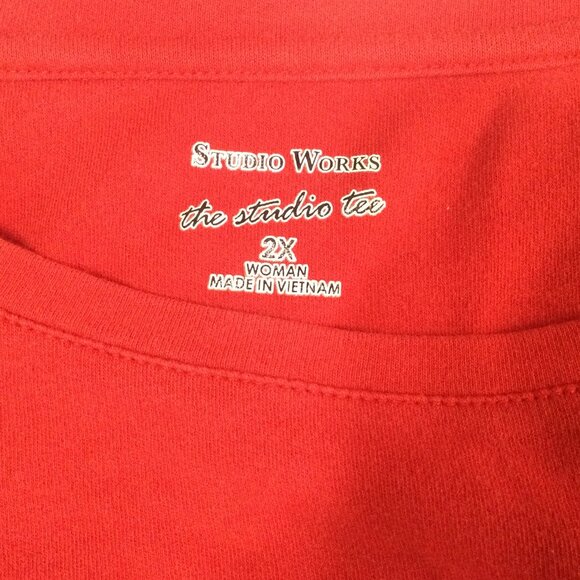 STUDIO WORKS
the studio tee
2X
WOMAN
MADE IN VIETNAM